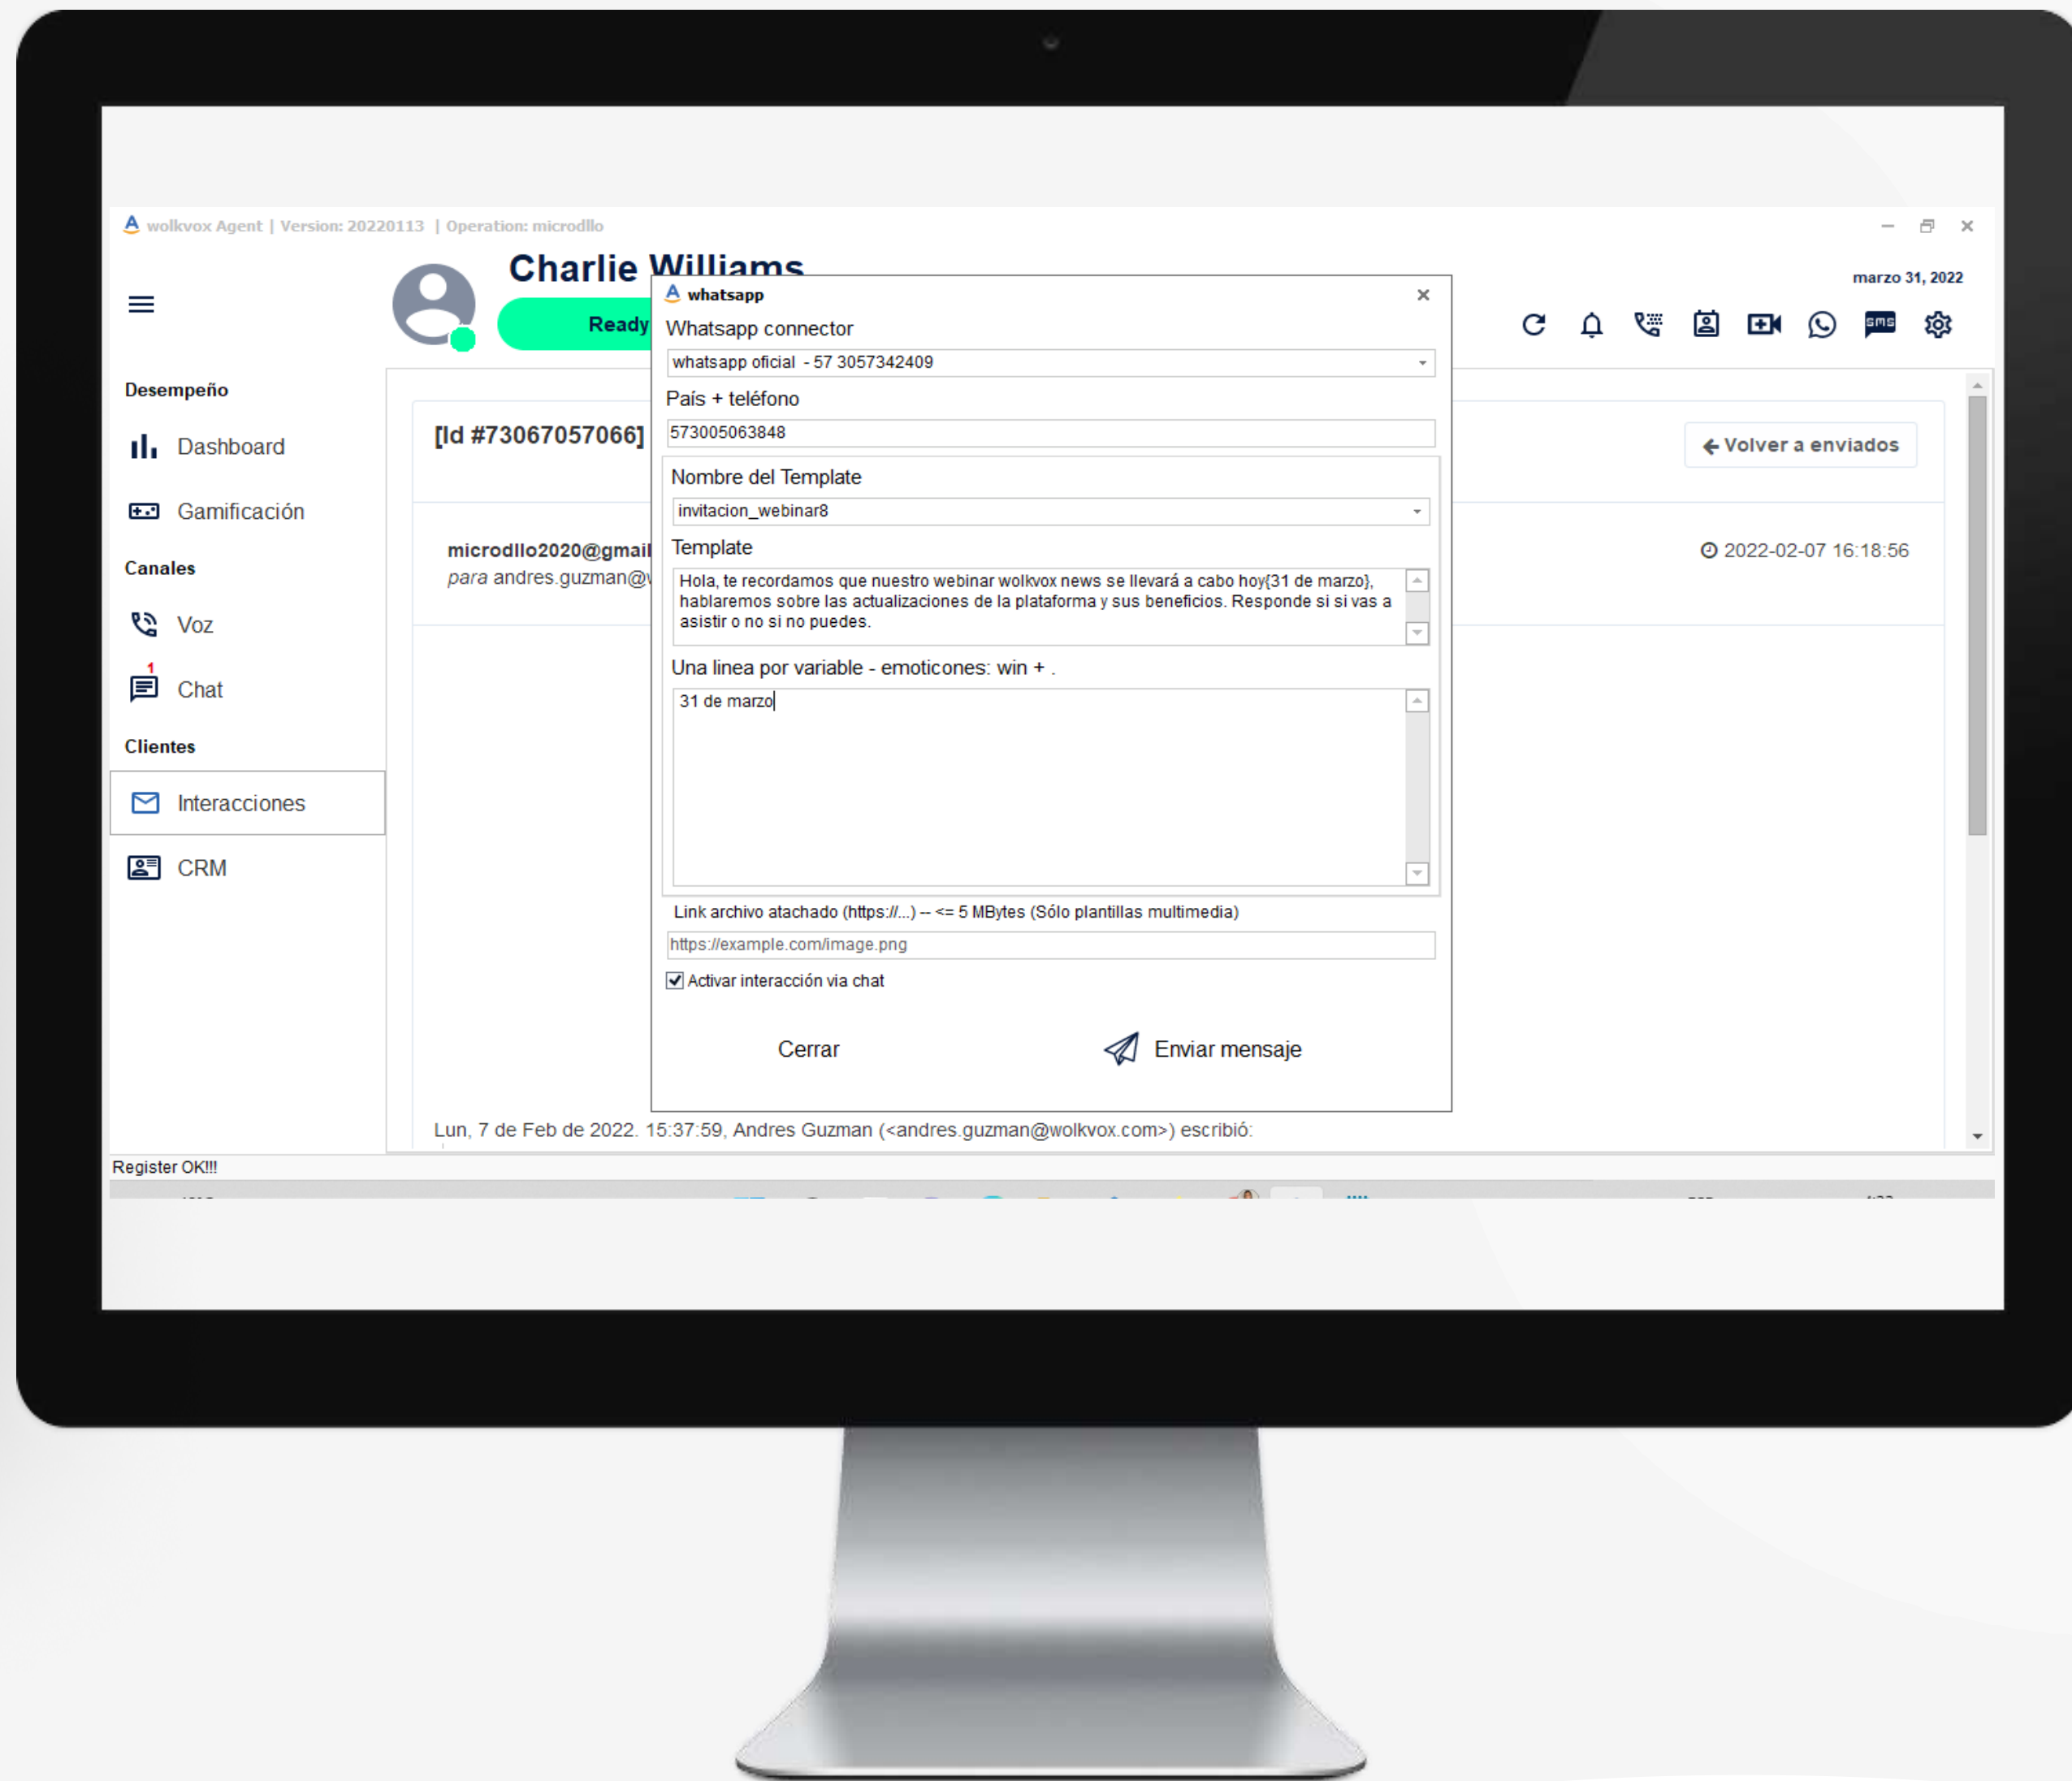 wolkvox Agent | Version: 20220113 | Operation: microdllo
Charlie Williams
Ready
marzo 31, 2022
sms
Desempeño
Dashboard
Gamificación
Canales
Voz
1
Chat
Clientes
Interacciones
CRM
[Id #73067057066]
Volver a enviados
microdllo2020@gmail
para andres.guzman@
2022-02-07 16:18:56
whatsapp
Whatsapp connector
whatsapp oficial - 57 3057342409
País + teléfono
573005063848
Nombre del Template
invitacion_webinar8
Template
Hola, te recordamos que nuestro webinar wolkvox news se llevará a cabo hoy{31 de marzo},
hablaremos sobre las actualizaciones de la plataforma y sus beneficios. Responde si si vas a
asistir o no si no puedes.
Una linea por variable - emoticones: win + .
31 de marzo
Link archivo atachado (https://...) -- <= 5 MBytes (Sólo plantillas multimedia)
https://example.com/image.png
Activar interacción via chat
Cerrar
Enviar mensaje
Lun, 7 de Feb de 2022. 15:37:59, Andres Guzman (<andres.guzman@wolkvox.com>) escribió:
Register OK!!!